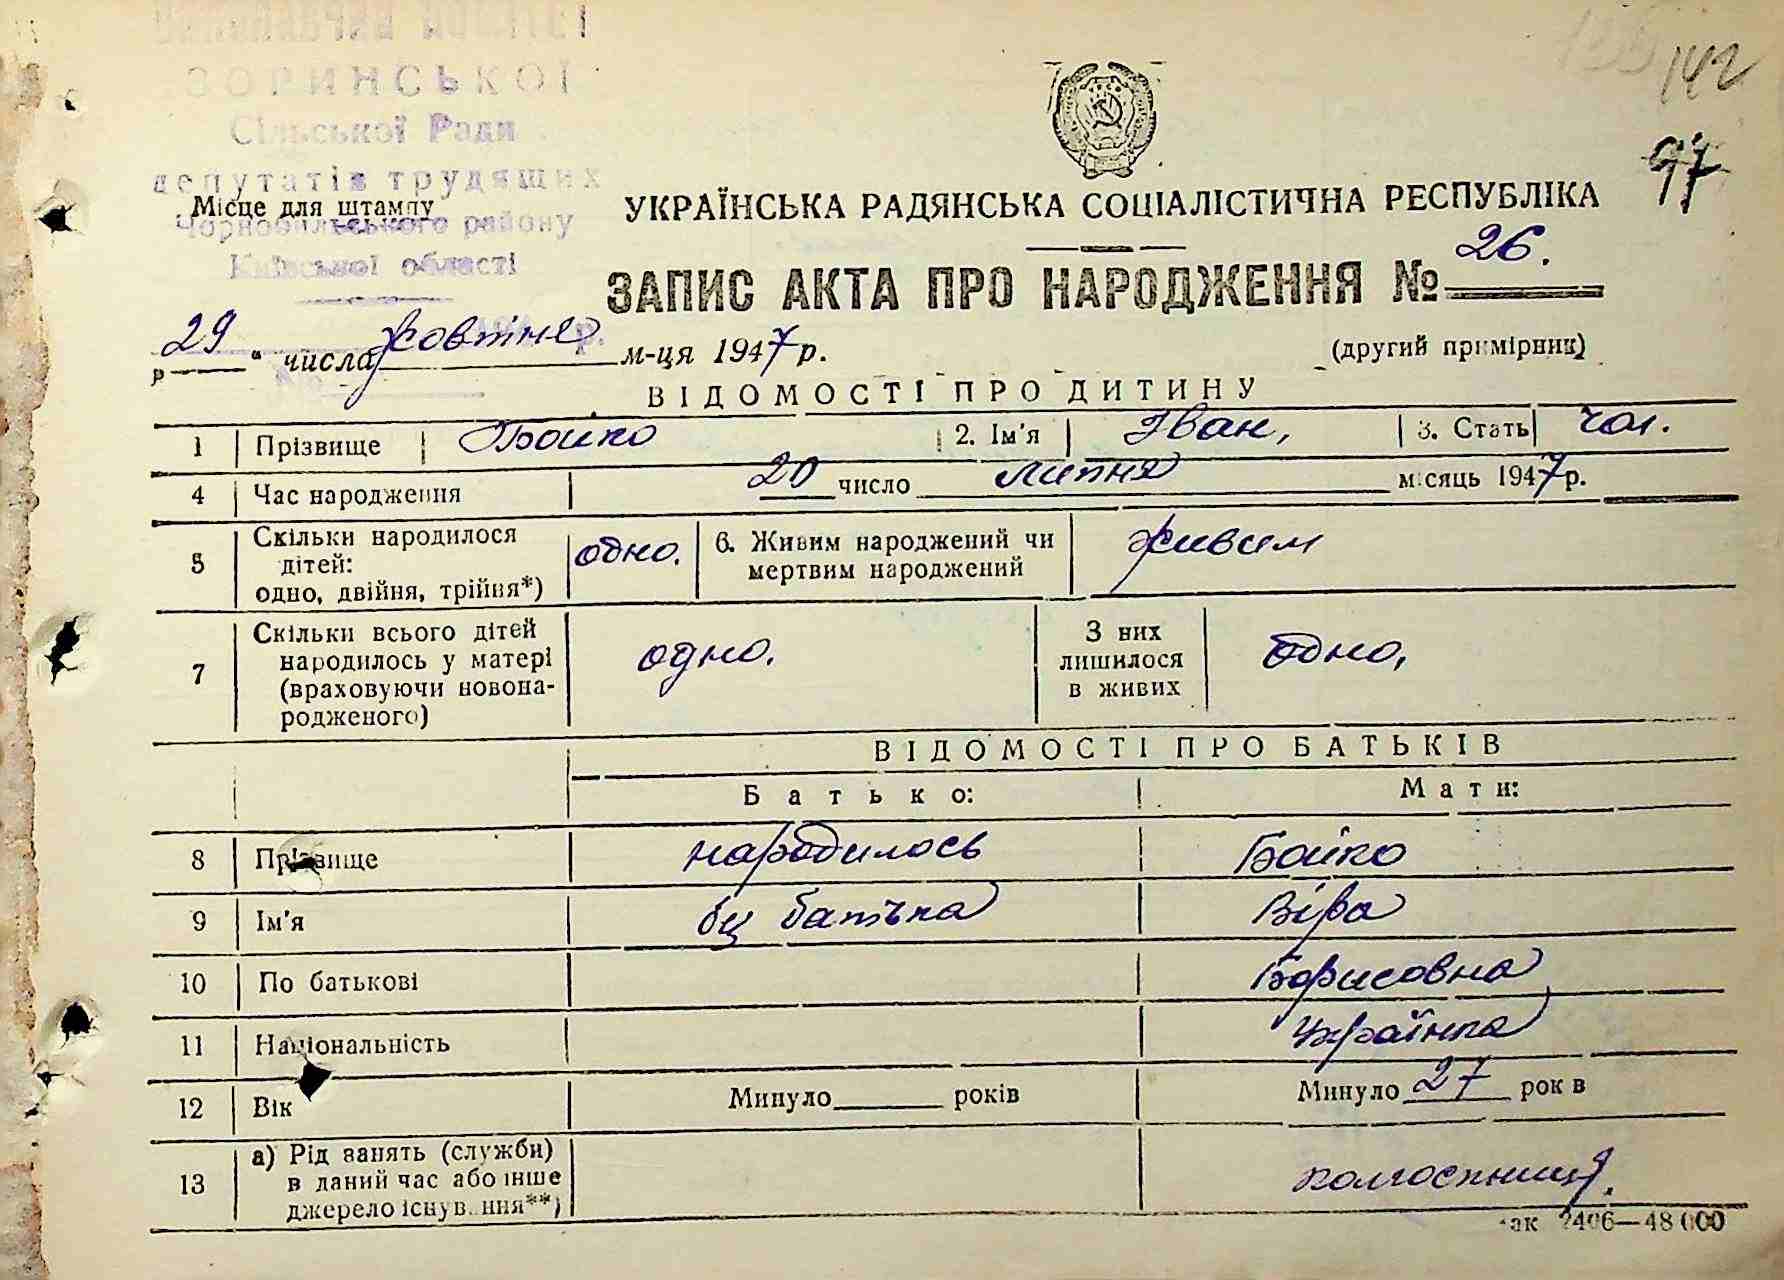 ЗОРИНСЬКОЇ
Сільської Ради
депутатів трудящих
Місце для штампу
Чорнобильського району
Київської області
142
97
УКРАЇНСЬКА РАДЯНСЬКА СОЦІАЛІСТИЧНА РЕСПУБЛІКА
ЗАПИС АКТА ПРО НАРОДЖЕННЯ № 26.
„29“ числа жовтня м-ця 1947 р.
(другий примірник)
ВІДОМОСТІ ПРО ДИТИНУ
1 Прізвище Бойко 2. Ім'я Іван, 3. Стать чол.
4 Час народження 20 число липня місяць 1947 р.
5 Скільки народилося дітей: одно, двійня, трійня*) одно. 6. Живим народжений чи мертвим народжений живим
7 Скільки всього дітей народилось у матері (враховуючи новонародженого) одно. З них лишилося в живих одно,
ВІДОМОСТІ ПРО БАТЬКІВ
Батько: Мати:
8 Прізвище народилось Бойко
9 Ім'я бц батька Віра
10 По батькові Борисовна
11 Національність Українка
12 Вік Минуло років Минуло 27 років
13 а) Рід занять (служби) в даний час або інше джерело існування**) колгоспниця.
зак 2406—48000